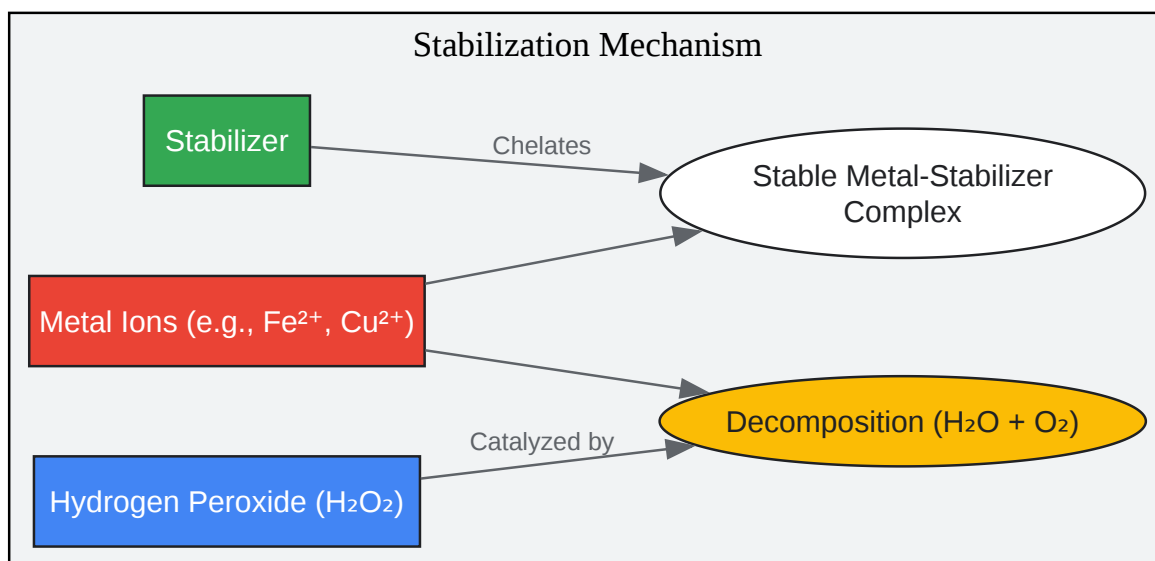 Stabilization Mechanism
Stabilizer
Chelates
Stable Metal-Stabilizer
Complex
Metal Ions (e.g., Fe²⁺, Cu²⁺)
Decomposition (H₂O + O₂)
Catalyzed by
Hydrogen Peroxide (H₂O₂)